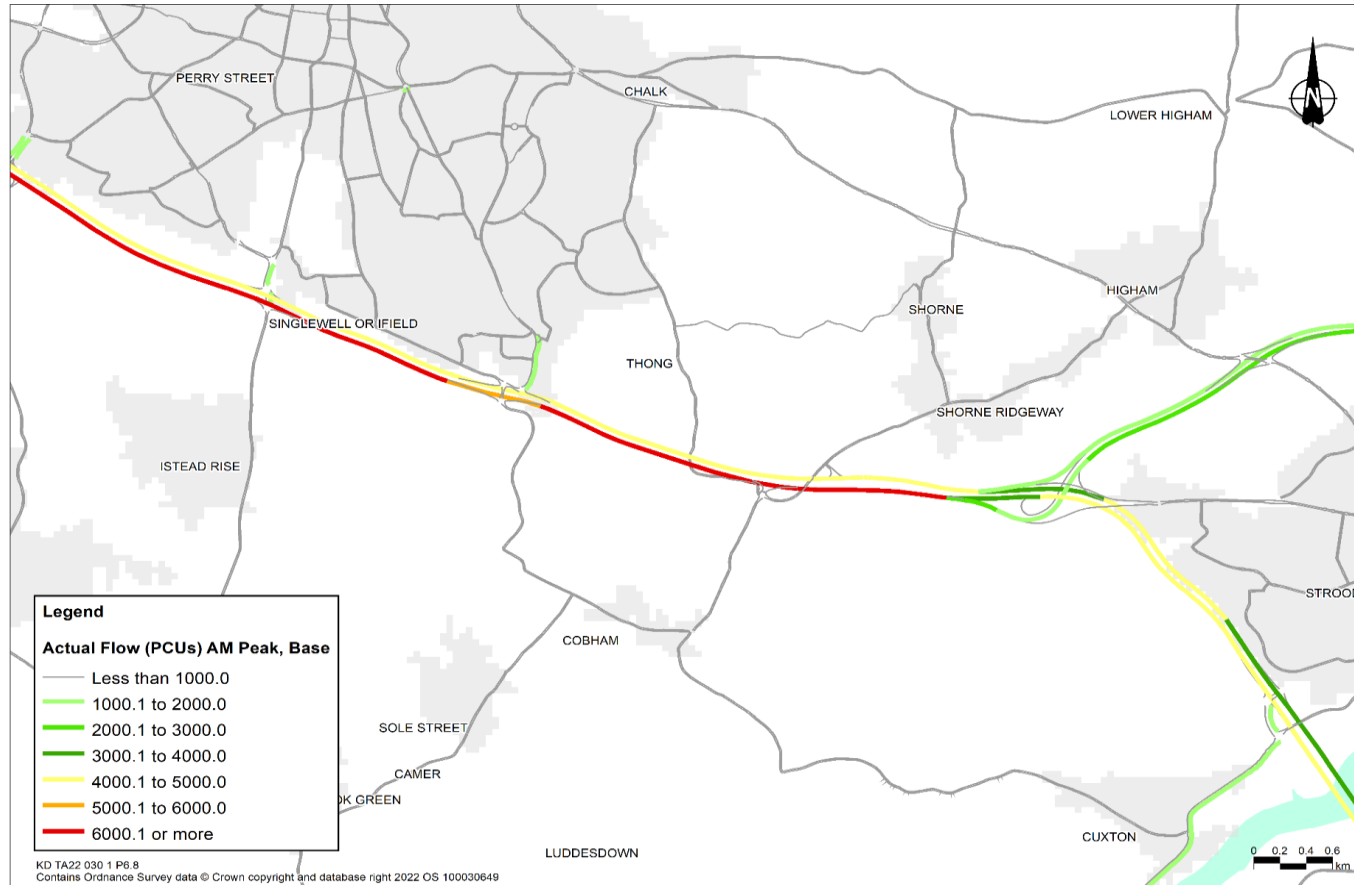 PERRY STREET
CHALK
LOWER HIGHAM
N
HIGHAM
SHORNE
SINGLEWELL OR IFIELD
THONG
SHORNE RIDGEWAY
ISTEAD RISE
STROOD
COBHAM
SOLE STREET
CAMER
OK GREEN
CUXTON
LUDDESDOWN
Legend
Actual Flow (PCUs) AM Peak, Base
Less than 1000.0
1000.1 to 2000.0
2000.1 to 3000.0
3000.1 to 4000.0
4000.1 to 5000.0
5000.1 to 6000.0
6000.1 or more
0 0.2 0.4 0.6
km
KD TA22 030 1 P6.8
Contains Ordnance Survey data © Crown copyright and database right 2022 OS 100030649